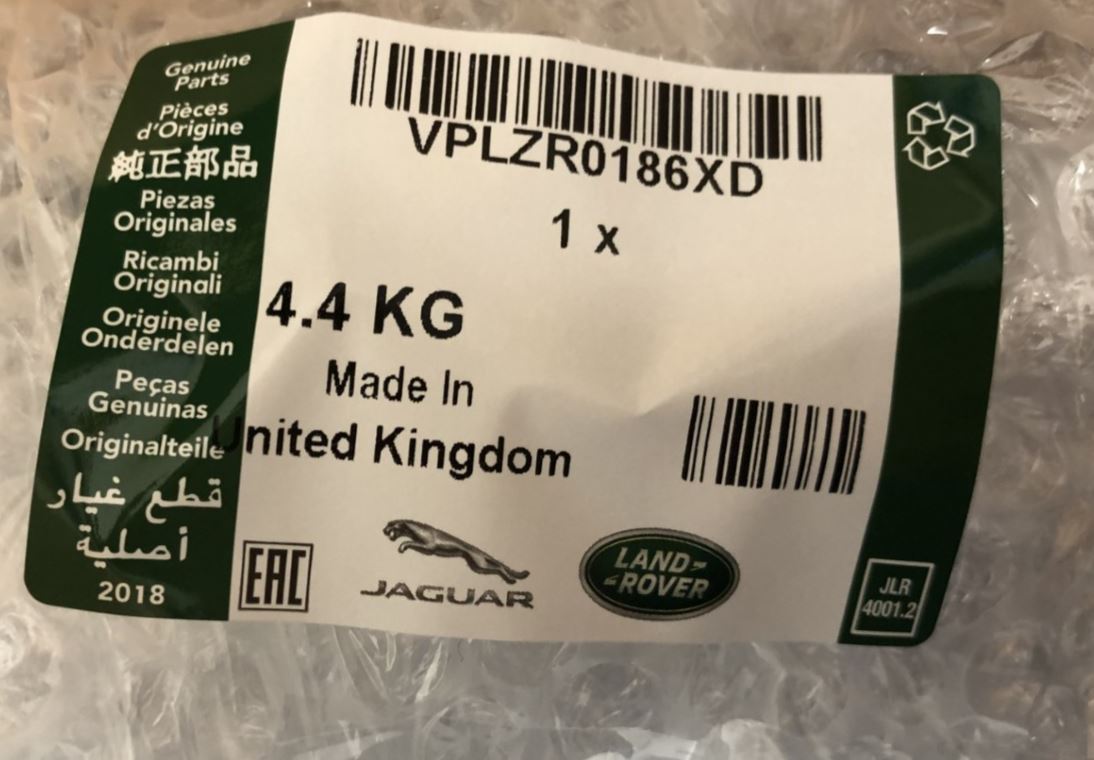 Genuine
Parts
Pièces
d'Origine
純正部品
Piezas
Originales
Ricambi
Originali
Originele
Onderdelen
Peças
Genuinas
Originalteile
قطع غيار
أصلية
2018
VPLZR0186XD
1 x
4.4 KG
Made In
United Kingdom
EAC
JAGUAR
LAND-
-ROVER
JLR
4001.2